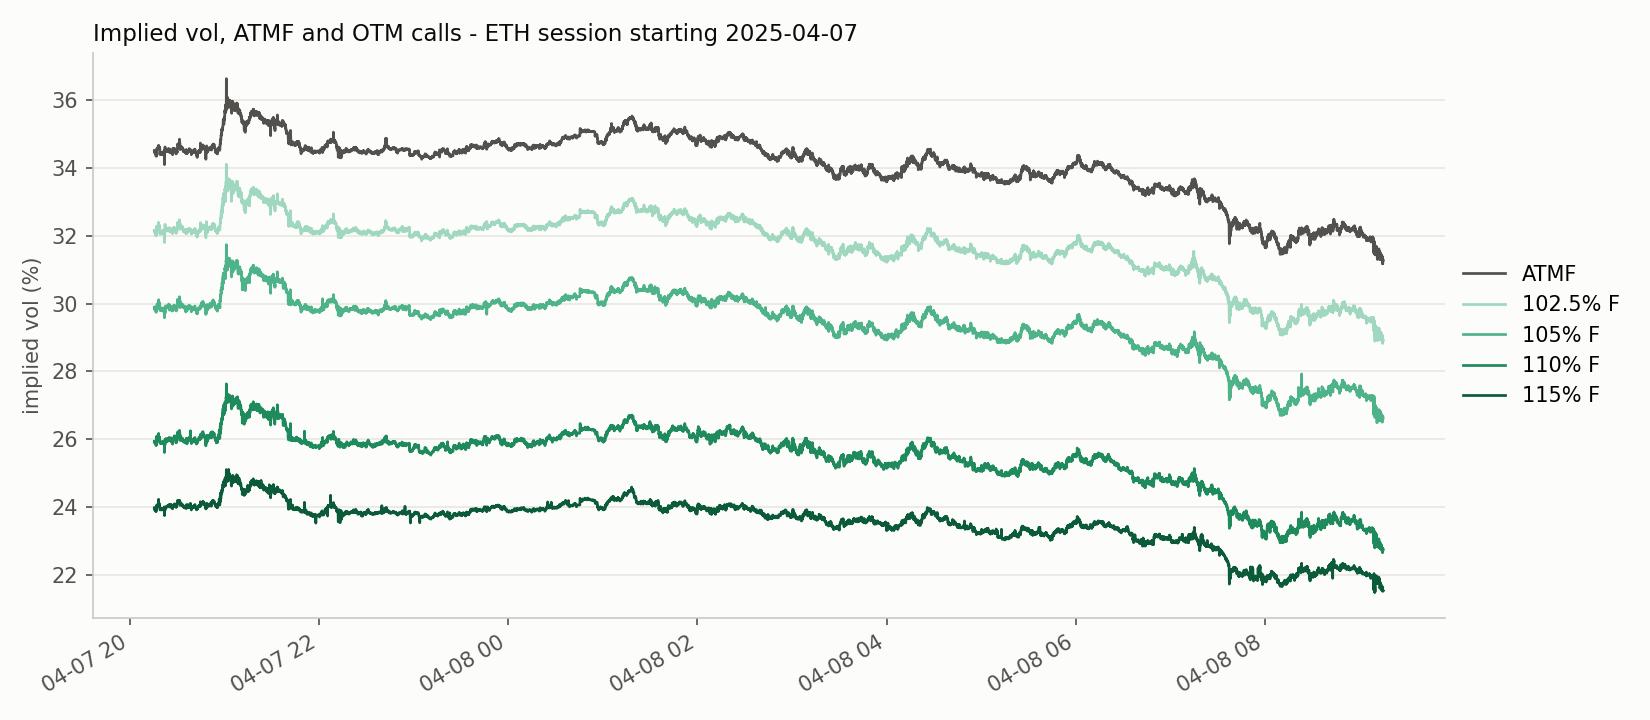 Implied vol, ATMF and OTM calls - ETH session starting 2025-04-07
implied vol (%)
36
34
32
30
28
26
24
22
04-07 20
04-07 22
04-08 00
04-08 02
04-08 04
04-08 06
04-08 08
ATMF
102.5% F
105% F
110% F
115% F